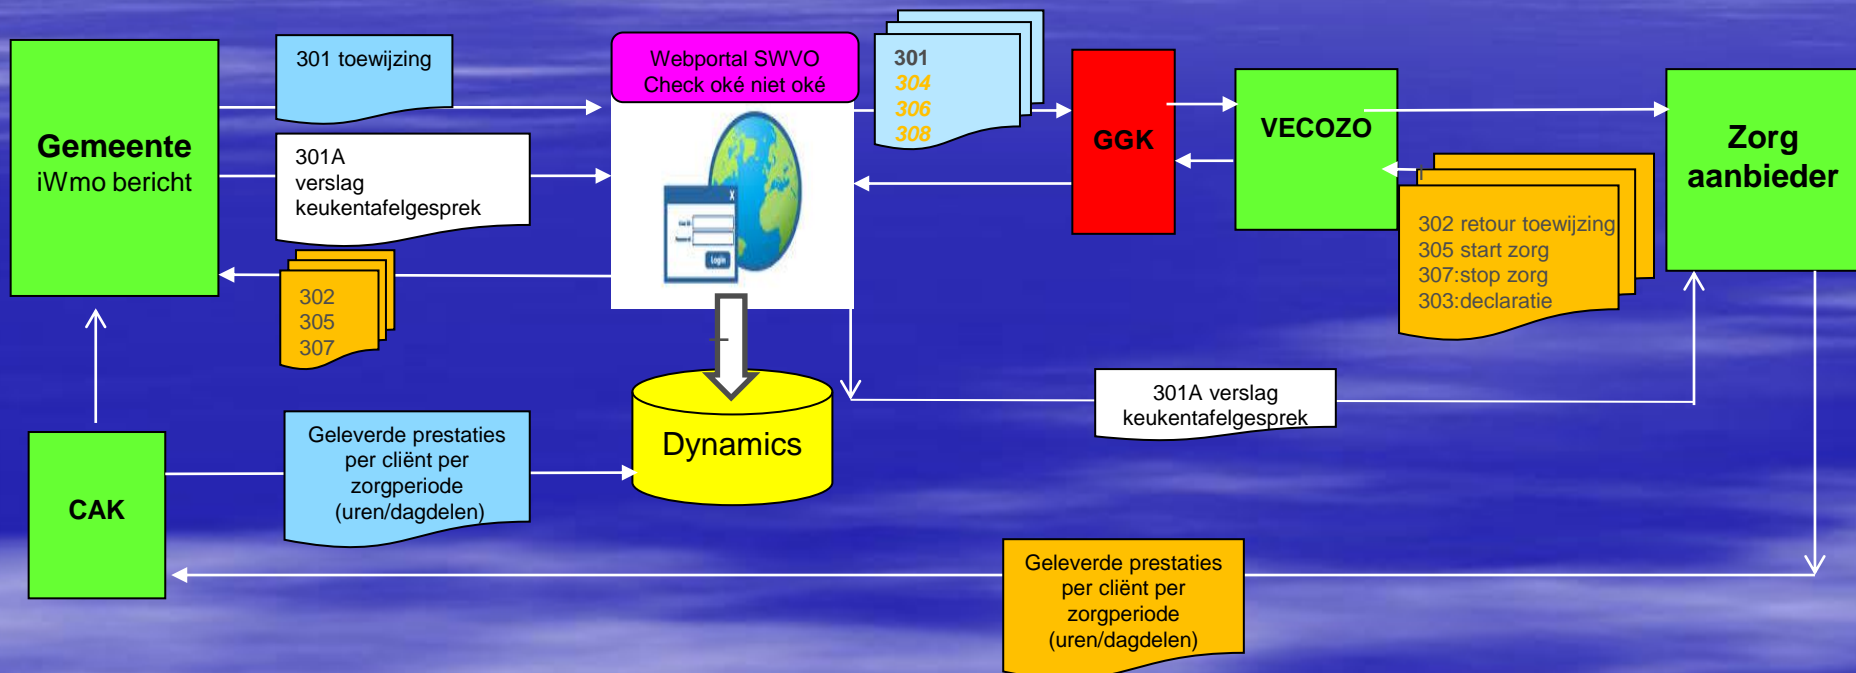 Gemeente
iWmo bericht
301 toewijzing
301A
verslag
keukentafelgesprek
302
305
307
Webportal SWVO
Check oké niet oké
X
Login
301
304
306
308
GGK
VECOZO
Zorg
aanbieder
302 retour toewijzing
305 start zorg
307:stop zorg
303:declaratie
301A verslag
keukentafelgesprek
Dynamics
CAK
Geleverde prestaties
per cliënt per
zorgperiode
(uren/dagdelen)
Geleverde prestaties
per cliënt per
zorgperiode
(uren/dagdelen)